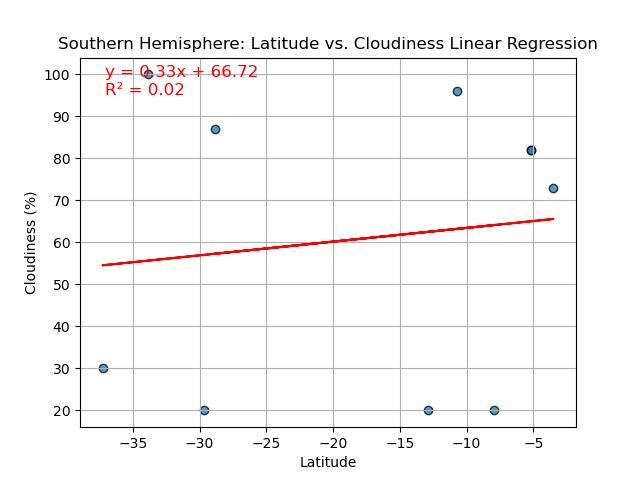 Southern Hemisphere: Latitude vs. Cloudiness Linear Regression
y = 0.33x + 66.72
R² = 0.02
Cloudiness (%)
100
90
80
70
60
50
40
30
20
−35 −30 −25 −20 −15 −10 −5
Latitude